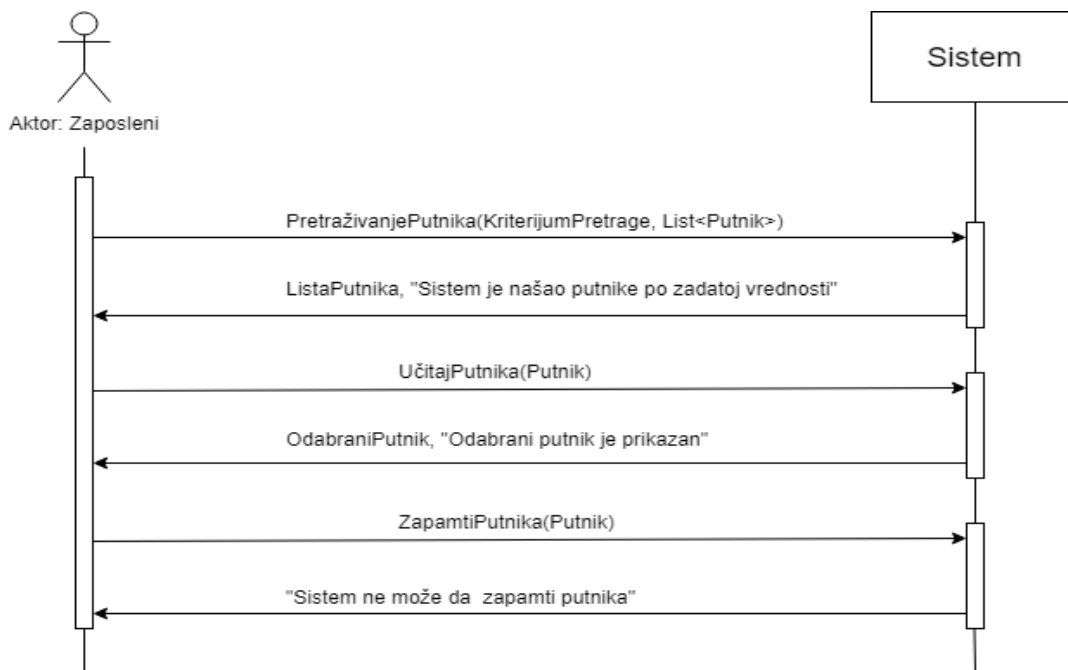 Sistem
Aktor: Zaposleni
PretraživanjePutnika(KriterijumPretrage, List<Putnik>)
ListaPutnika, "Sistem je našao putnike po zadatoj vrednosti"
UčitajPutnika(Putnik)
OdabraniPutnik, "Odabrani putnik je prikazan"
ZapamtiPutnika(Putnik)
"Sistem ne može da  zapamti putnika"